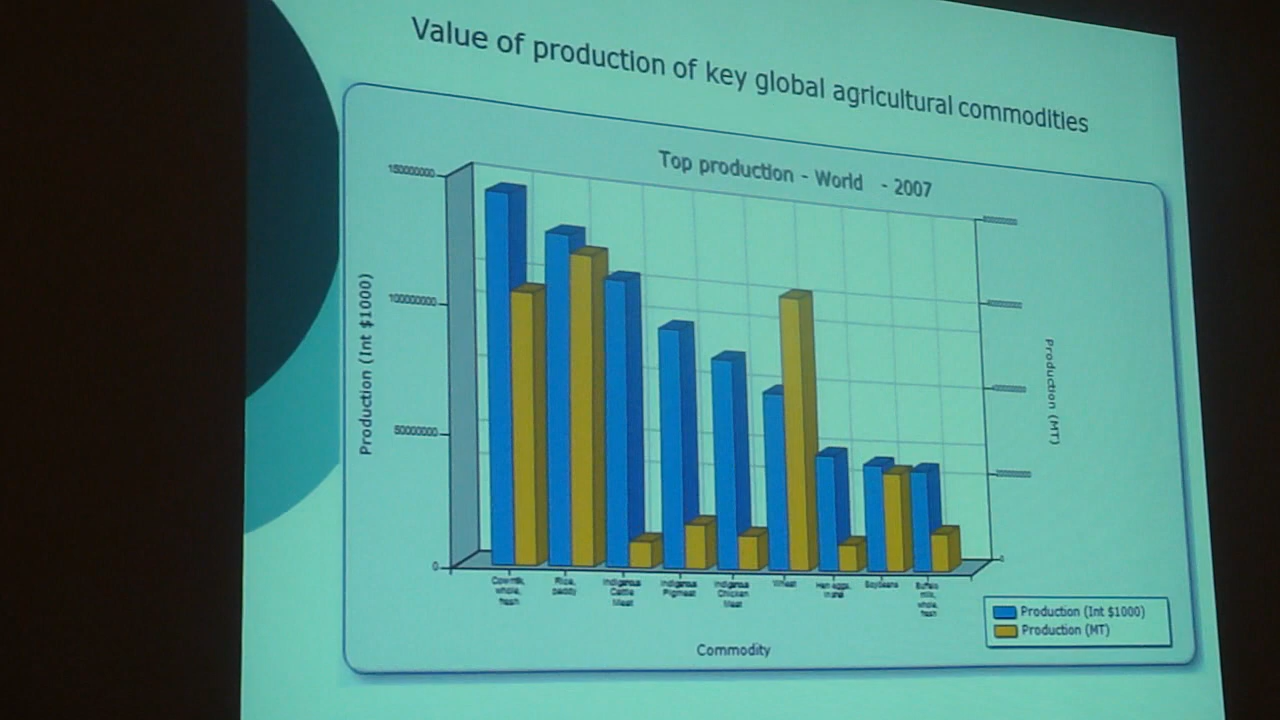 Value of production of key global agricultural commodities
Top production - World - 2007
150000000
100000000
50000000
0
Production (Int $1000)
Production (MT)
0
Cow milk,
whole,
fresh
Rice,
paddy
Indigenous
Cattle
Meat
Indigenous
Pigmeat
Indigenous
Chicken
Meat
Wheat
Hen eggs,
in shell
Soybeans
Buffalo
milk,
whole,
fresh
Commodity
Production (Int $1000)
Production (MT)